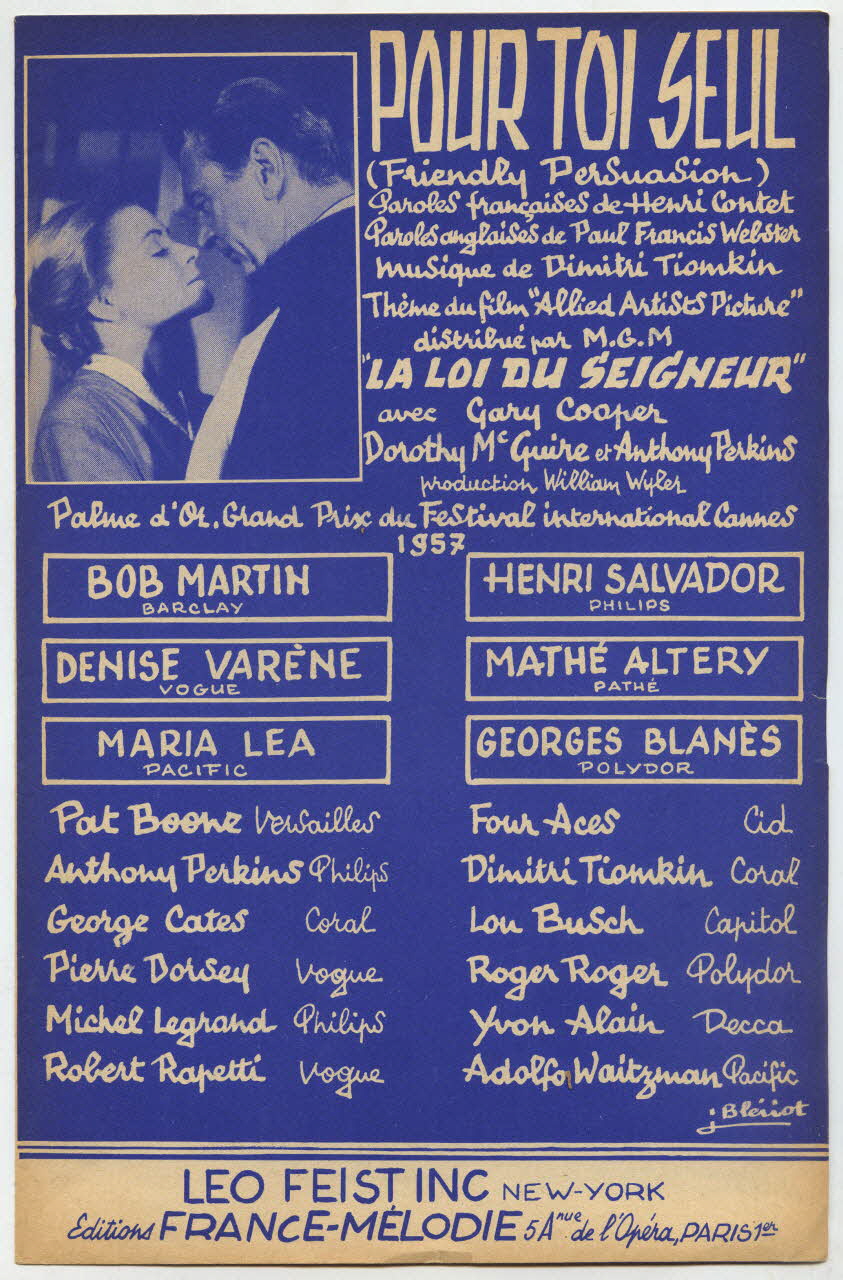 POUR TOI SEUL
(Friendly Persuasion)
Paroles françaises de Henri Contet
Paroles anglaises de Paul Francis Webster
musique de Dimitri Tiomkin
Thème du film "Allied Artists Picture"
distribué par M.G.M
"LA LOI DU SEIGNEUR"
avec Gary Cooper
Dorothy Mc Guire et Anthony Perkins
production William Wyler
Palme d'Or, Grand Prix du Festival international Cannes
1957
BOB MARTIN
BARCLAY
HENRI SALVADOR
PHILIPS
DENISE VARÈNE
VOGUE
MATHÉ ALTERY
PATHÉ
MARIA LEA
PACIFIC
GEORGES BLANÈS
POLYDOR
Pat Boone Versailles
Four Aces Cid
Anthony Perkins Philips
Dimitri Tiomkin Coral
George Cates Coral
Lou Busch Capitol
Pierre Dorsey Vogue
Roger Roger Polydor
Michel Legrand Philips
Yvon Alain Decca
Robert Rapetti Vogue
Adolfo Waitzman Pacific
j Blériot
LEO FEIST INC NEW-YORK
Editions FRANCE-MÉLODIE 5 Anue de l'Opéra, PARIS 1er